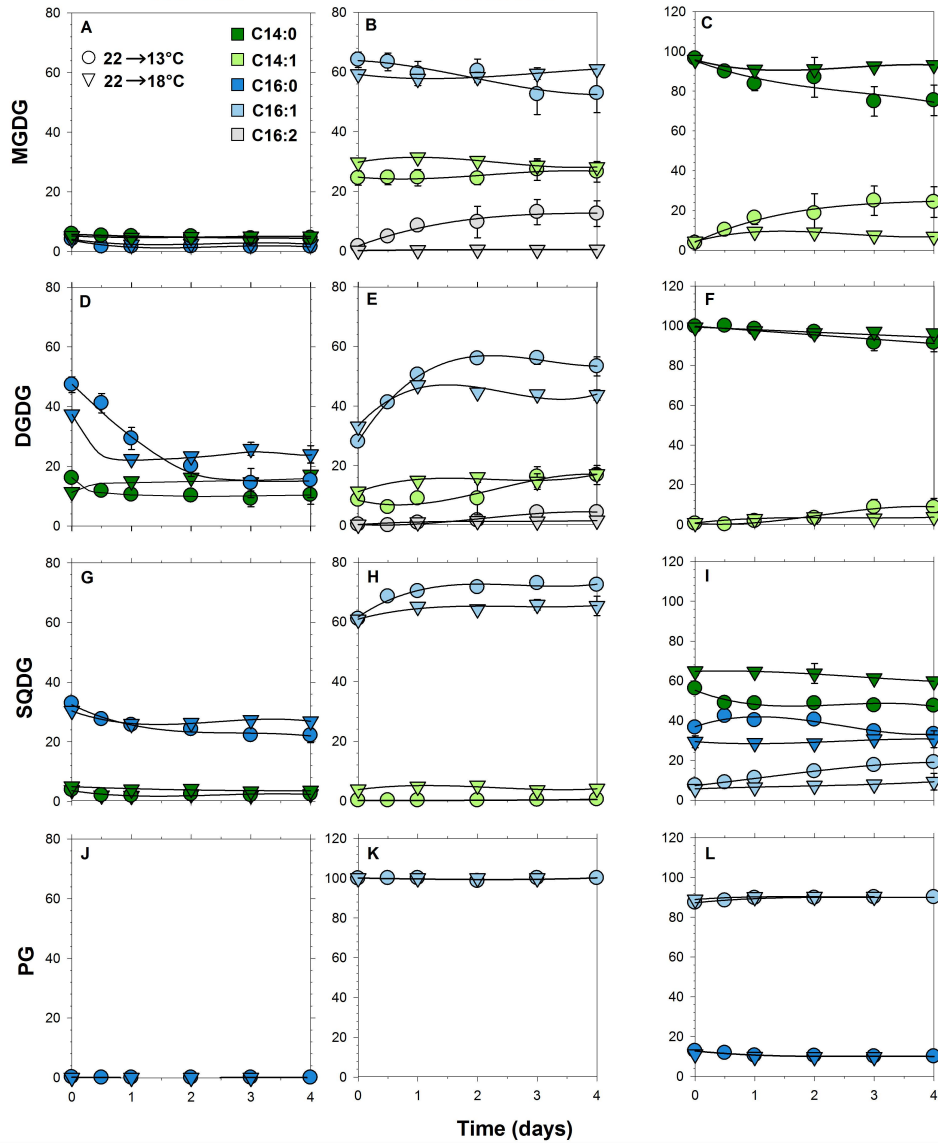 A
B
C
22→13°C
22→18°C
C14:0
C14:1
C16:0
C16:1
C16:2
MGDG
80
60
40
20
0
80
60
40
20
0
100
80
60
40
20
0
D
E
F
DGDG
80
60
40
20
0
80
60
40
20
0
120
100
80
60
40
20
0
G
H
I
SQDG
80
60
40
20
0
80
60
40
20
0
120
100
80
60
40
20
0
J
K
L
PG
80
60
40
20
0
120
100
80
60
40
20
0
120
100
80
60
40
20
0
0 1 2 3 4
0 1 2 3 4
0 1 2 3 4
Time (days)